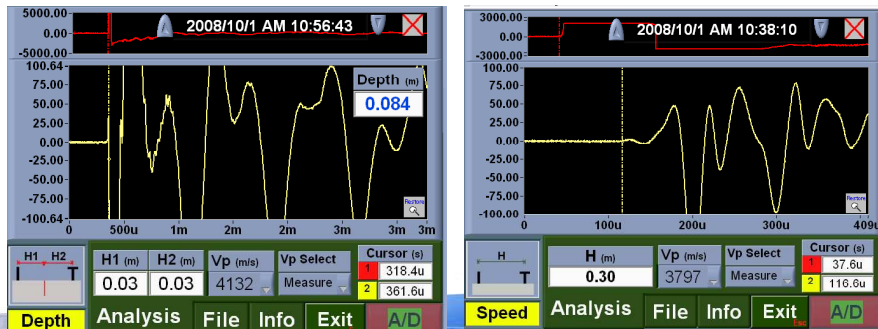 5000.00
0.00
-5000.00
2008/10/1 AM 10:56:43
100.64
75.00
50.00
25.00
0.00
-25.00
-50.00
-75.00
-100.64
Depth (m)
0.084
Restore
0 500u 1m 2m 2m 3m 3m 3m
H1 H2
T
Depth
H1 (m) H2 (m) Vp (m/s) Vp Select Cursor (s)
0.03 0.03 4132 Measure
1 318.4u
2 361.6u
Analysis File Info Exit A/D
3000.00
0.00
-3000.00
2008/10/1 AM 10:38:10
100.00
75.00
50.00
25.00
0.00
-25.00
-50.00
-75.00
-100.00
Restore
0 100u 200u 300u 409u
H
I T
Speed
H (m) Vp (m/s) Vp Select Cursor (s)
0.30 3797 Measure
1 37.6u
2 116.6u
Analysis File Info Exit Esc A/D